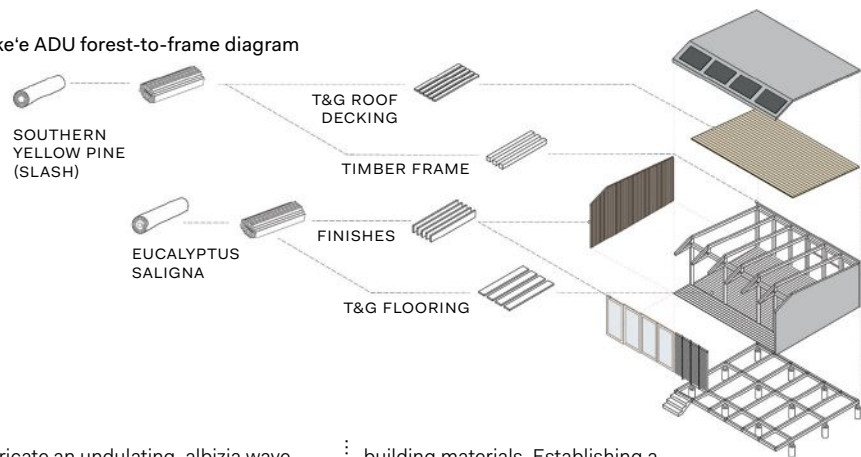 ke‘e ADU forest-to-frame diagram
T&G ROOF
DECKING
SOUTHERN
YELLOW PINE
(SLASH)
TIMBER FRAME
FINISHES
EUCALYPTUS
SALIGNA
T&G FLOORING
ricate an undulating, albizia wave
building materials. Establishing a